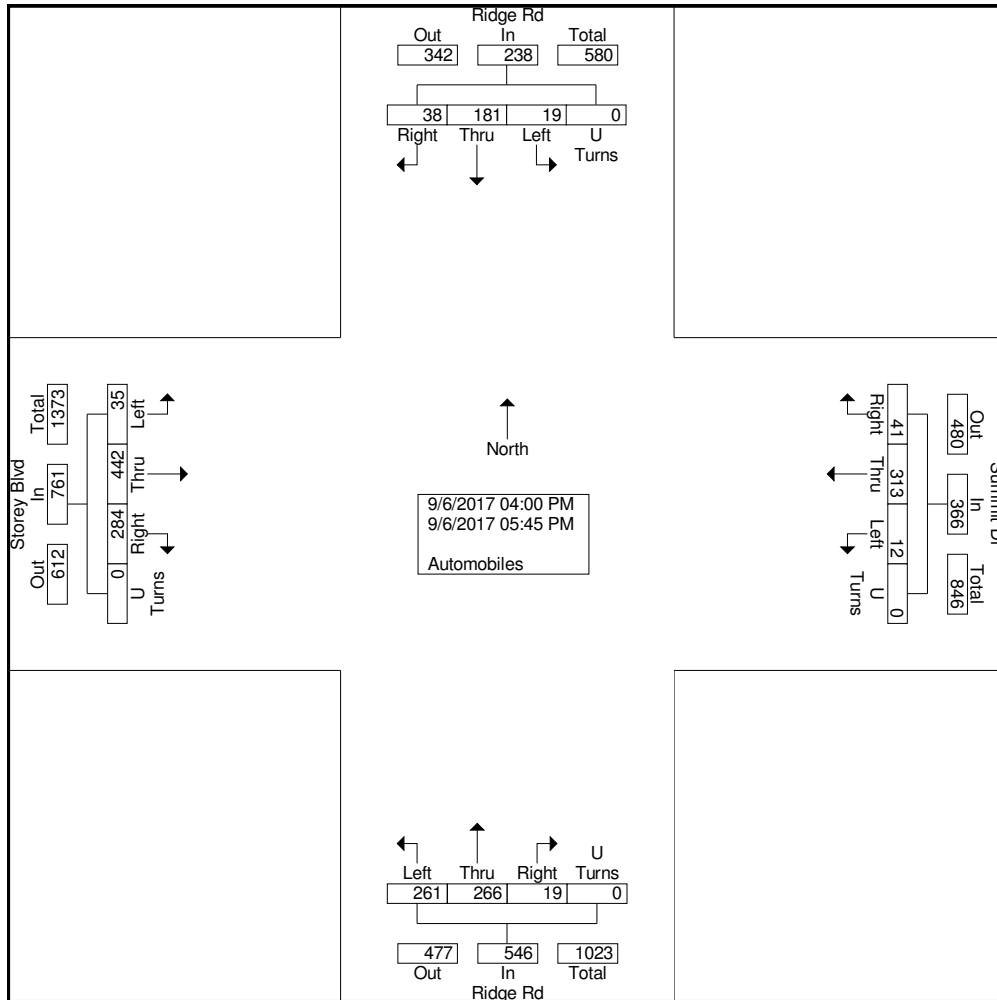 Ridge Rd
Out In Total
342 238 580
38 181 19 0
Right Thru Left U
Turns
Storey Blvd
Total In Out
1373 761 612
35 442 284 0
Left Thru Right U
Turns
North
9/6/2017 04:00 PM
9/6/2017 05:45 PM
Automobiles
Right Thru Left U
Turns
41 313 12 0
Out In Total
480 366 846
Summit Dr
U
Left Thru Right Turns
261 266 19 0
477 546 1023
Out In Total
Ridge Rd